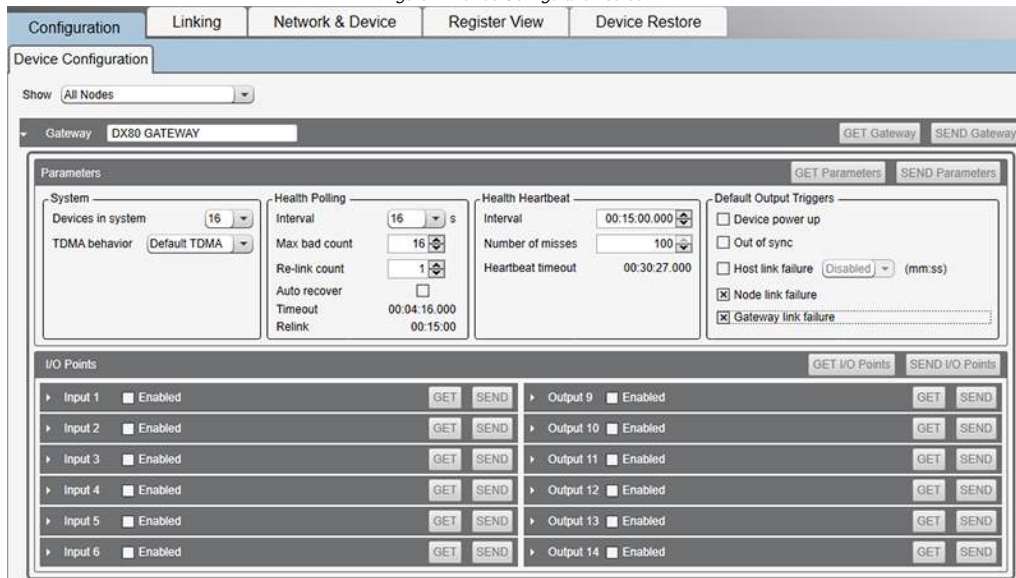 Configuration Linking Network & Device Register View Device Restore
Device Configuration
Show All Nodes
Gateway DX80 GATEWAY GET Gateway SEND Gateway
Parameters GET Parameters SEND Parameters
System
Devices in system 16
TDMA behavior Default TDMA
Health Polling
Interval 16 s
Max bad count 16
Re-link count 1
Auto recover
Timeout 00:04:16.000
Relink 00:15:00
Health Heartbeat
Interval 00:15:00.000
Number of misses 100
Heartbeat timeout 00:30:27.000
Default Output Triggers
Device power up
Out of sync
Host link failure Disabled (mm:ss)
Node link failure
Gateway link failure
I/O Points GET I/O Points SEND I/O Points
Input 1 Enabled GET SEND Output 9 Enabled GET SEND
Input 2 Enabled GET SEND Output 10 Enabled GET SEND
Input 3 Enabled GET SEND Output 11 Enabled GET SEND
Input 4 Enabled GET SEND Output 12 Enabled GET SEND
Input 5 Enabled GET SEND Output 13 Enabled GET SEND
Input 6 Enabled GET SEND Output 14 Enabled GET SEND